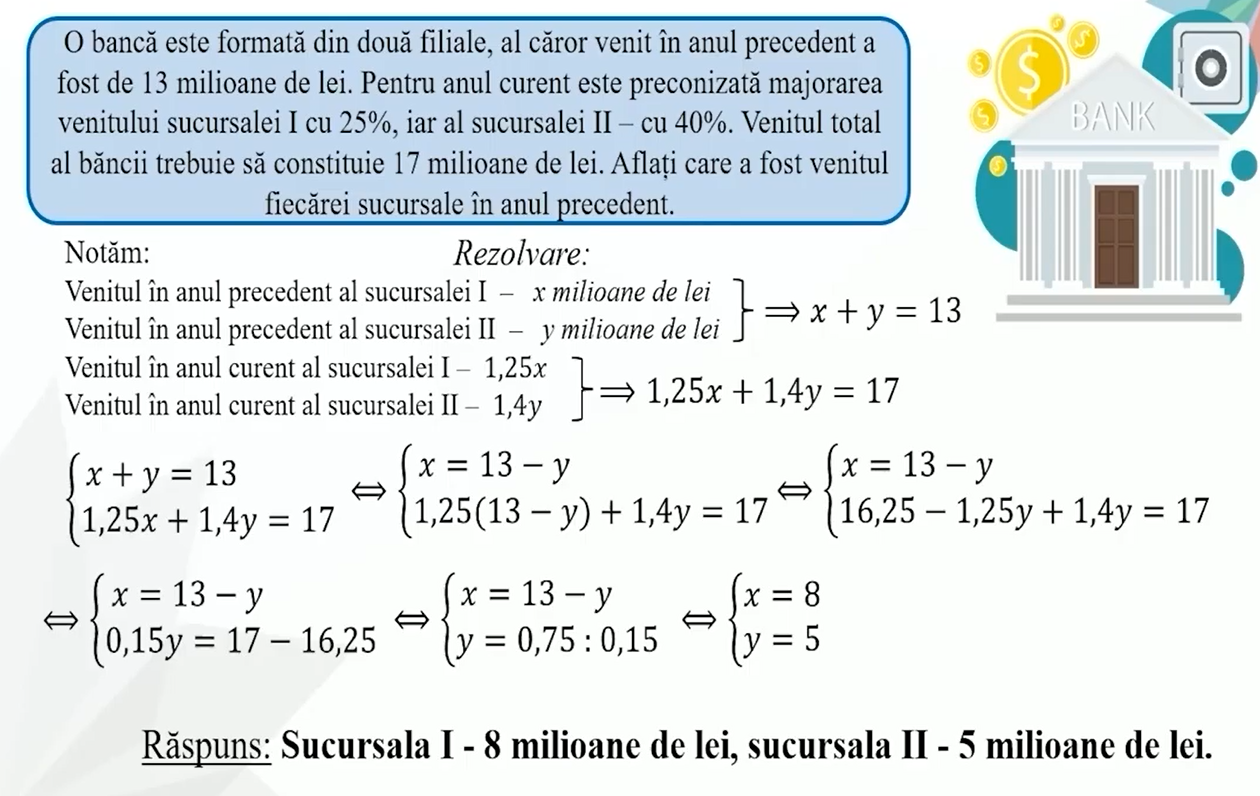 O bancă este formată din două filiale, al căror venit în anul precedent a
fost de 13 milioane de lei. Pentru anul curent este preconizată majorarea
venitului sucursalei I cu 25%, iar al sucursalei II – cu 40%. Venitul total
al băncii trebuie să constituie 17 milioane de lei. Aflați care a fost venitul
fiecărei sucursale în anul precedent.
BANK
Notăm: Rezolvare:
Venitul în anul precedent al sucursalei I – x milioane de lei
Venitul în anul precedent al sucursalei II – y milioane de lei
⟹ x + y = 13
Venitul în anul curent al sucursalei I – 1,25x
Venitul în anul curent al sucursalei II – 1,4y
⟹ 1,25x + 1,4y = 17
{x + y = 13
1,25x + 1,4y = 17
⇔ {x = 13 – y
1,25(13 – y) + 1,4y = 17
⇔ {x = 13 – y
16,25 – 1,25y + 1,4y = 17
⇔ {x = 13 – y
0,15y = 17 – 16,25
⇔ {x = 13 – y
y = 0,75 : 0,15
⇔ {x = 8
y = 5
Răspuns: Sucursala I - 8 milioane de lei, sucursala II - 5 milioane de lei.